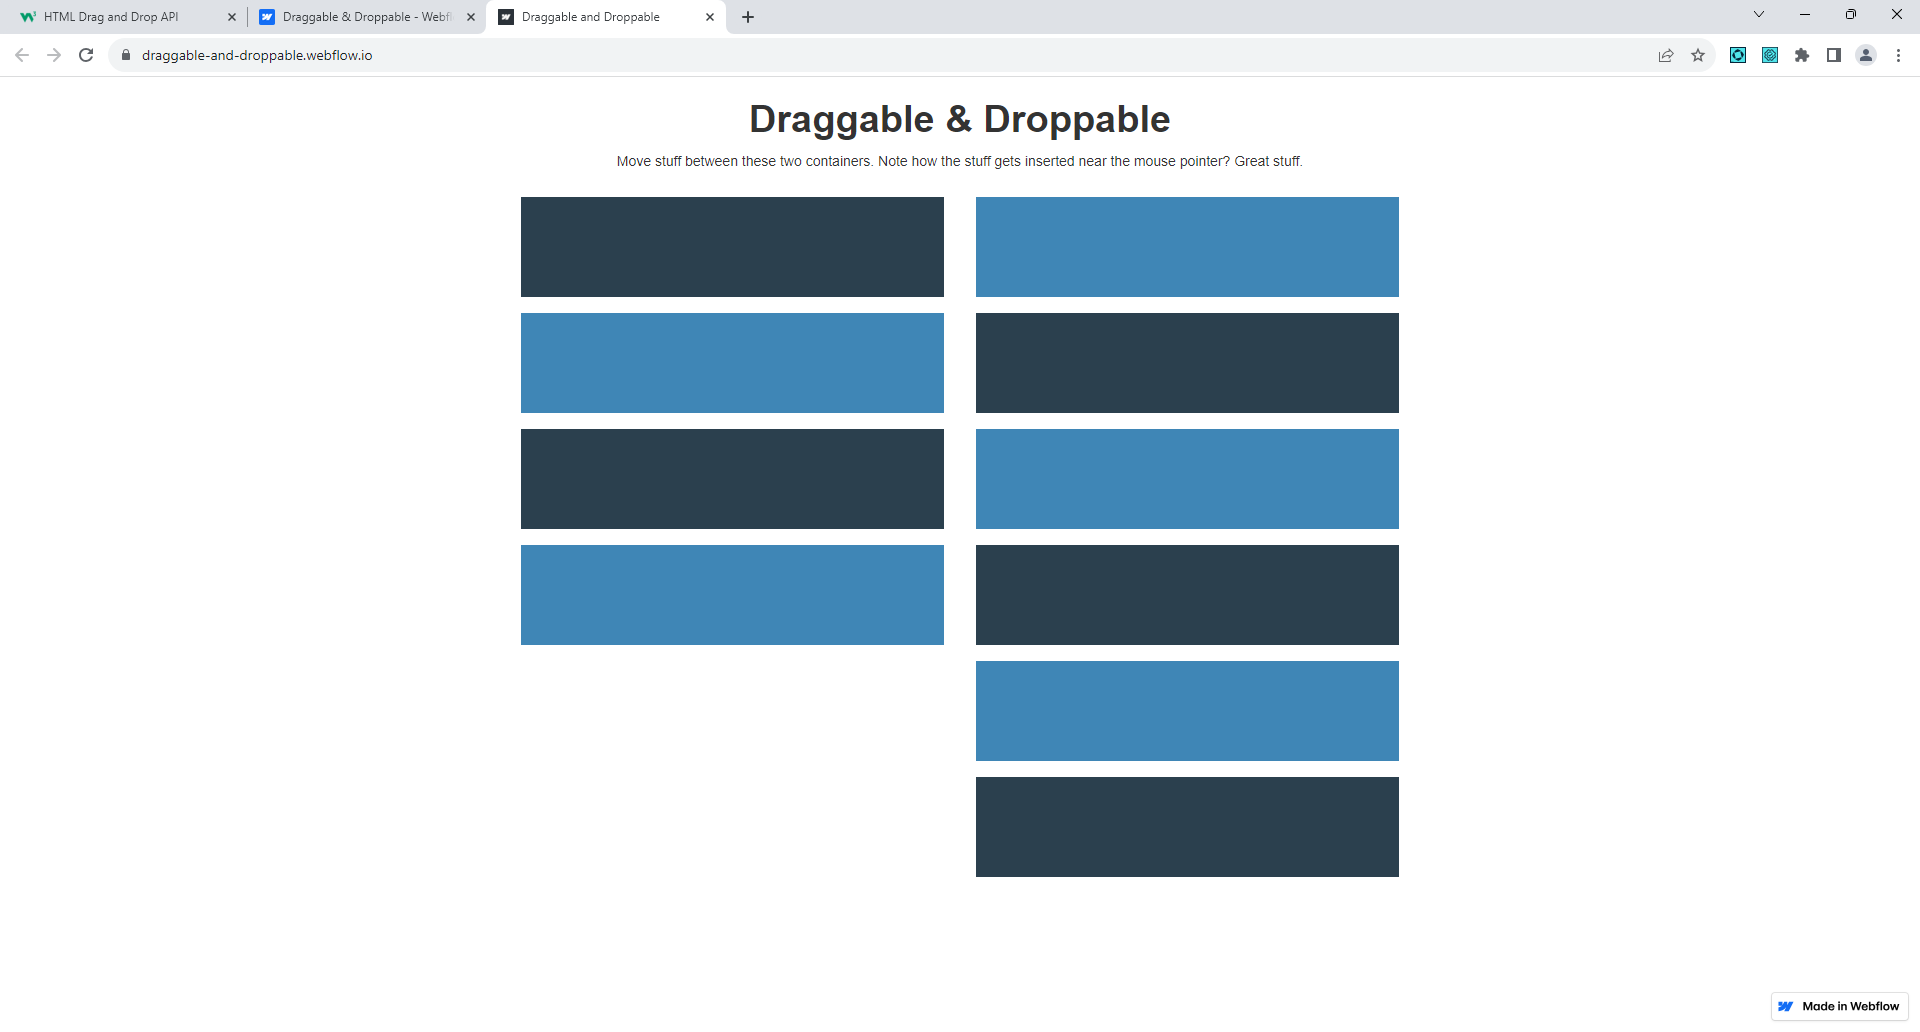 HTML Drag and Drop API
Draggable & Droppable - Webfl
Draggable and Droppable
draggable-and-droppable.webflow.io
Draggable & Droppable
Move stuff between these two containers. Note how the stuff gets inserted near the mouse pointer? Great stuff.
Made in Webflow